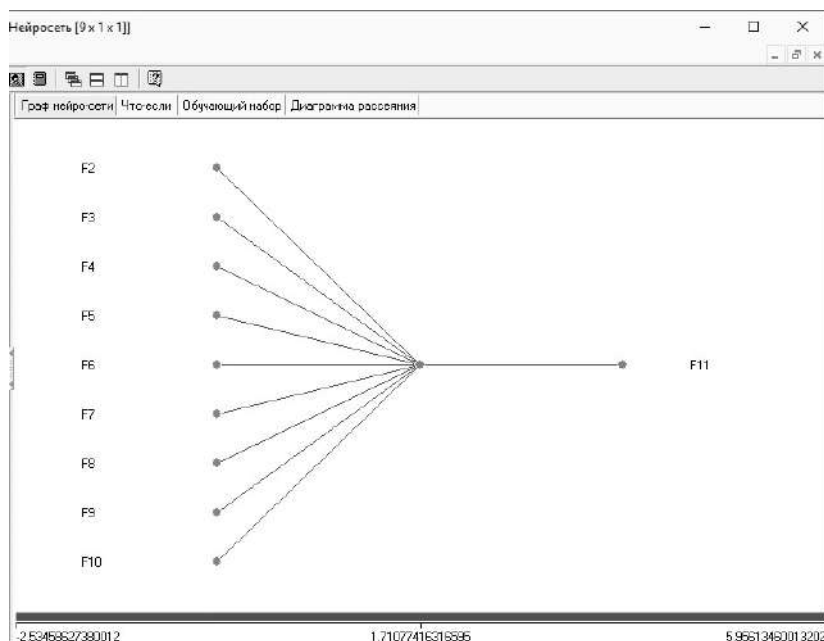 Нейросеть [9 x 1 x 1]]
Граф нейросети Что-если Обучающий набор Диаграмма рассеяния
F2
F3
F4
F5
F6
F7
F8
F9
F10
F11
-2.53459627380012 1.71077416316595 5.95613460013202